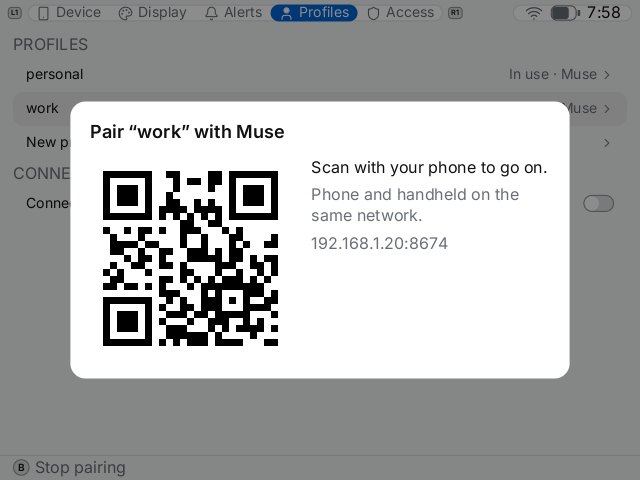 L1 Device Display Alerts Profiles Access R1 7:58
PROFILES
personal In use · Muse
work Muse
New p
CONNE
Conne
Pair “work” with Muse
Scan with your phone to go on.
Phone and handheld on the
same network.
192.168.1.20:8674
B Stop pairing